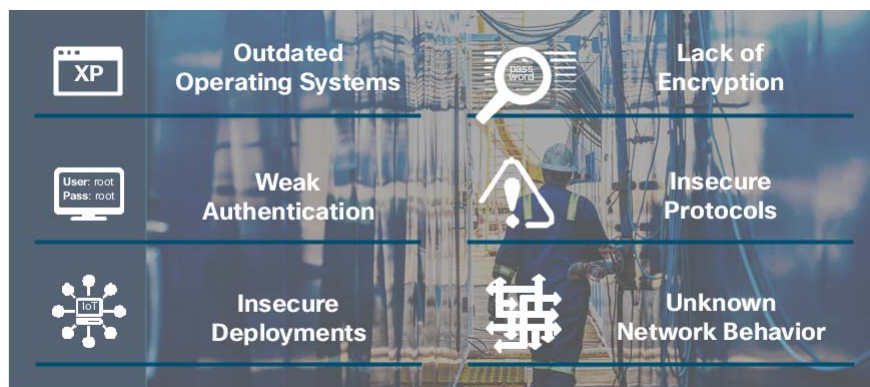 XP
Outdated
Operating Systems
pass
word
Lack of
Encryption
User: root
Pass: root
Weak
Authentication
Insecure
Protocols
IoT
Insecure
Deployments
Unknown
Network Behavior